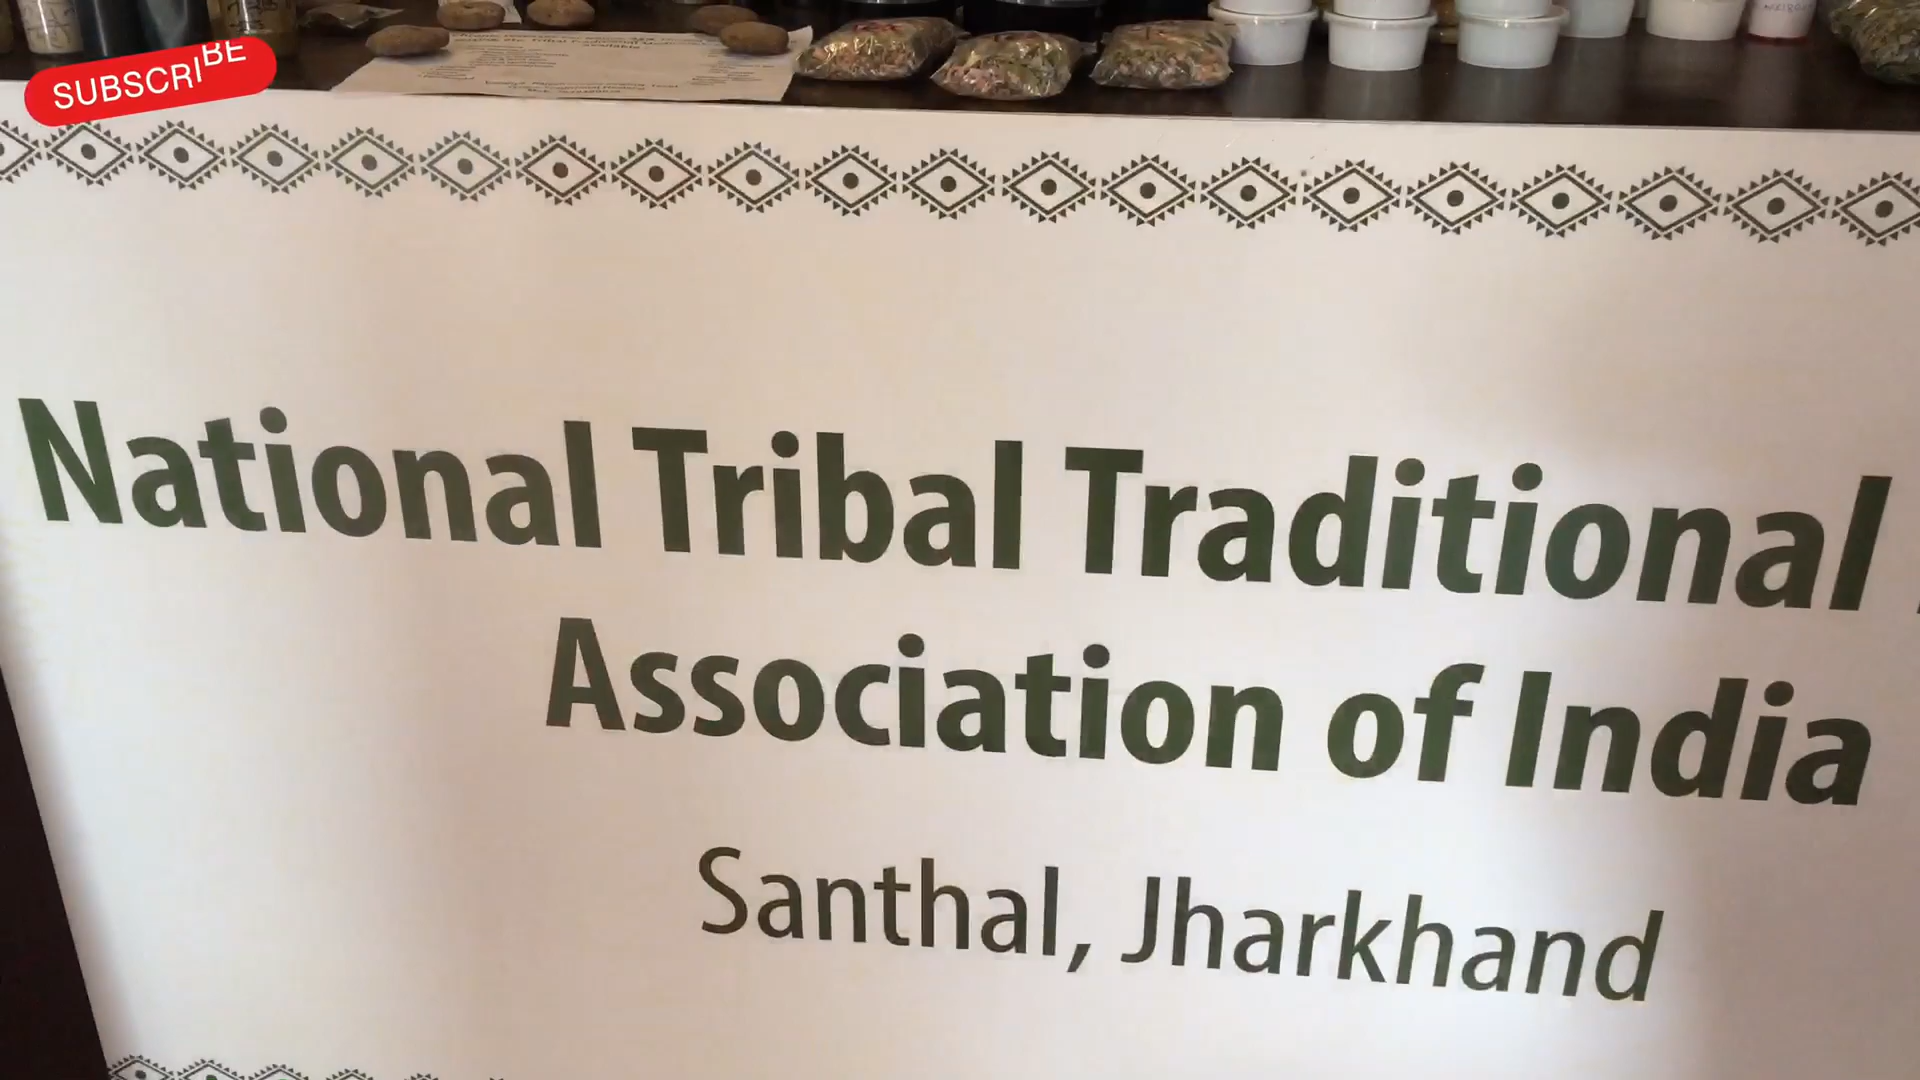 SUBSCRIBE
National Tribal Traditional
Association of India
Santhal, Jharkhand